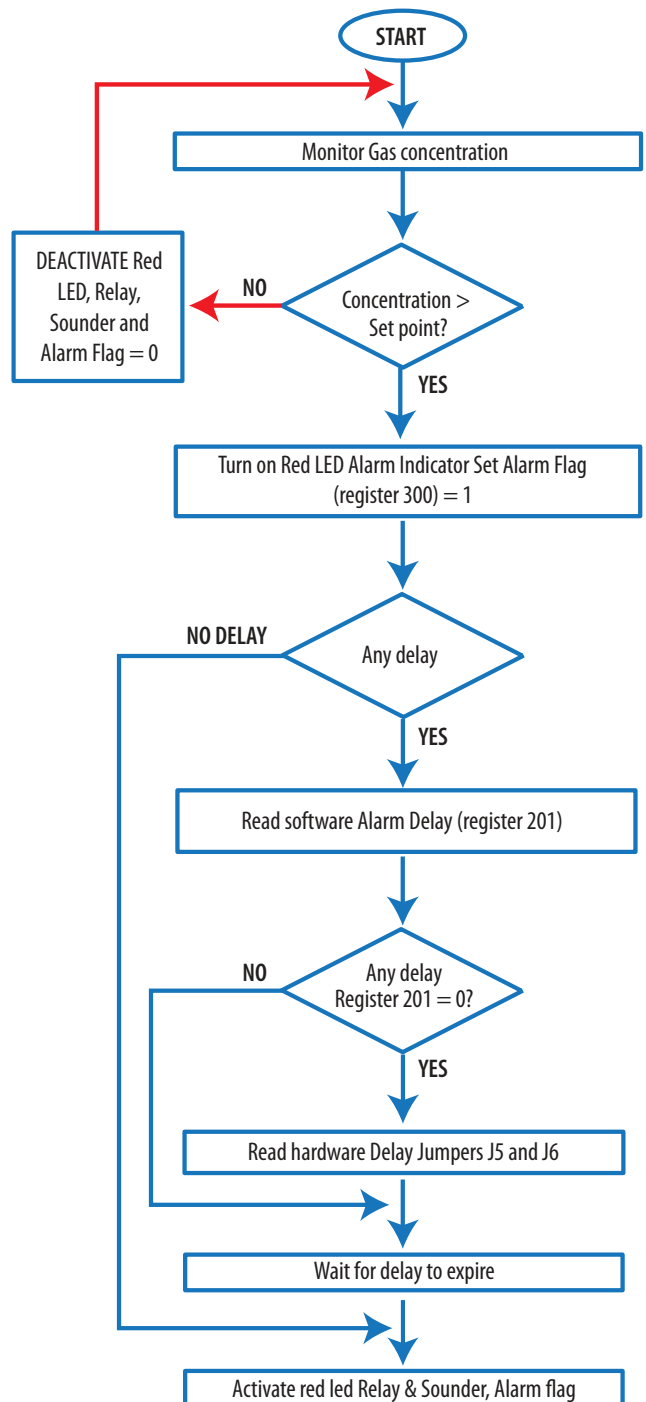 START
Monitor Gas concentration
DEACTIVATE Red
LED, Relay,
Sounder and
Alarm Flag = 0
NO
Concentration >
Set point?
YES
Turn on Red LED Alarm Indicator Set Alarm Flag
(register 300) = 1
NO DELAY
Any delay
YES
Read software Alarm Delay (register 201)
NO
Any delay
Register 201 = 0?
YES
Read hardware Delay Jumpers J5 and J6
Wait for delay to expire
Activate red led Relay & Sounder, Alarm flag